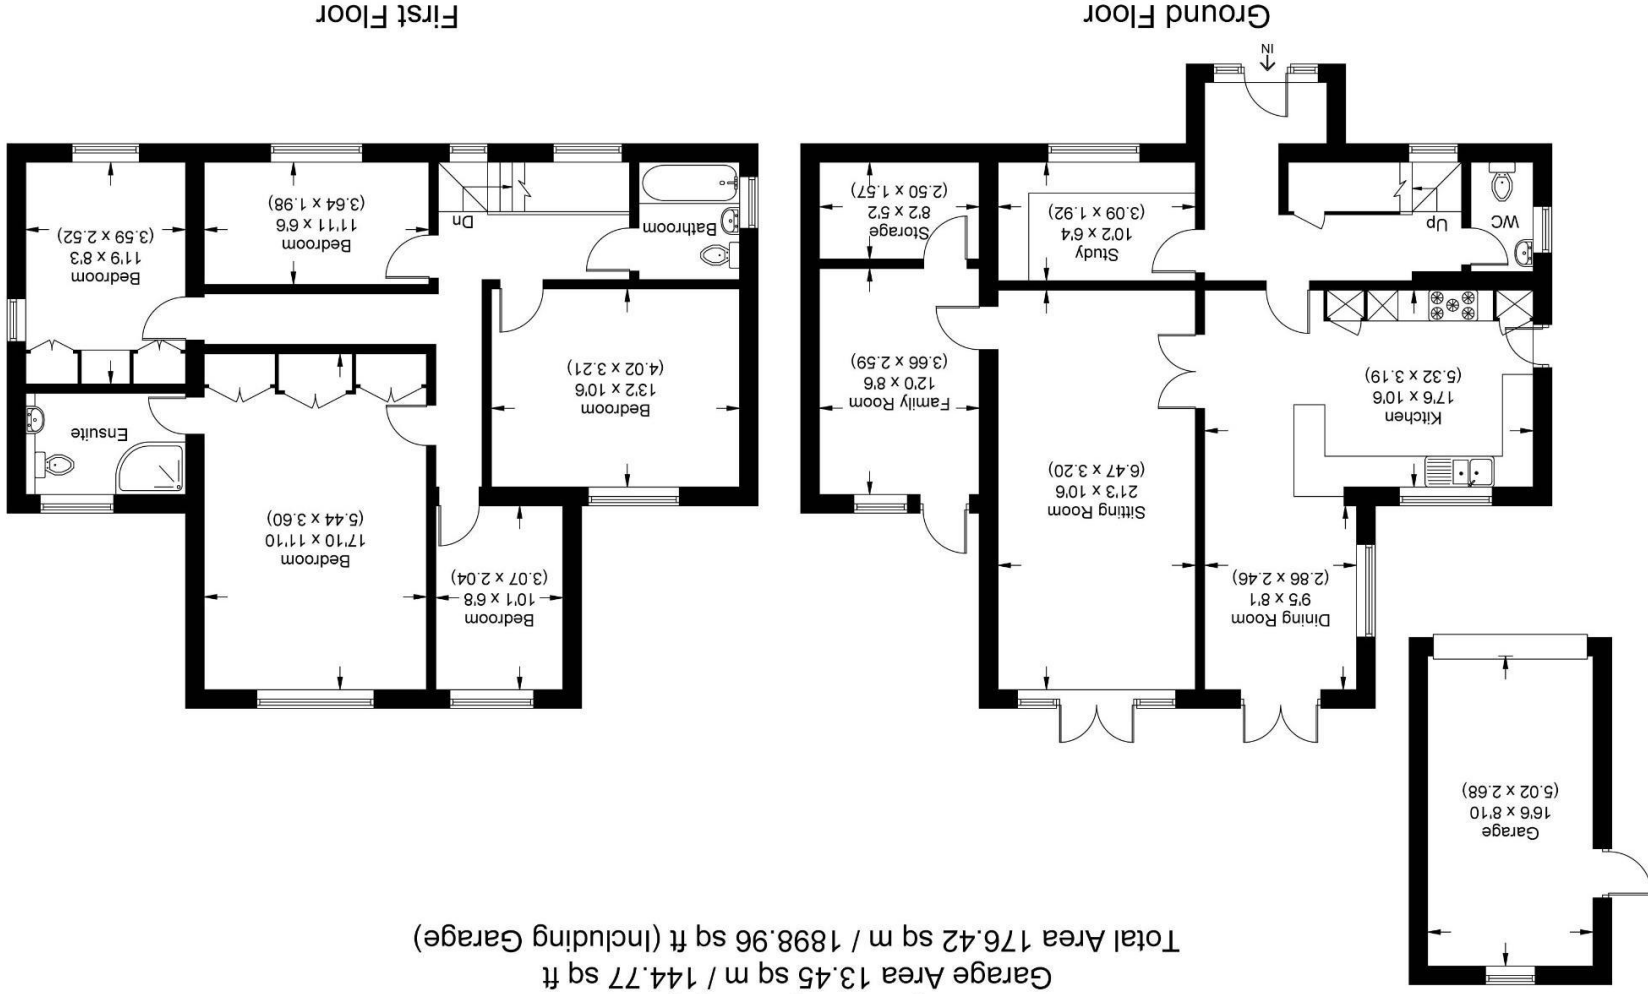 Garage Area 13.45 sq m / 144.77 sq ft
Total Area 176.42 sq m / 1898.96 sq ft (Including Garage)
Garage
16'6 x 8'10
(5.02 x 2.68)
Dining Room
9'5 x 8'1
(2.86 x 2.46)
Sitting Room
21'3 x 10'6
(6.47 x 3.20)
Kitchen
17'6 x 10'6
(5.32 x 3.19)
Family Room
12'0 x 8'6
(3.66 x 2.59)
WC
Up
Study
10'2 x 6'4
(3.09 x 1.92)
Storage
8'2 x 5'2
(2.50 x 1.57)
IN
Ground Floor
Bedroom
10'1 x 6'8
(3.07 x 2.04)
Bedroom
17'10 x 11'10
(5.44 x 3.60)
Ensuite
Bedroom
13'2 x 10'6
(4.02 x 3.21)
Bathroom
Dn
Bedroom
11'11 x 6'6
(3.64 x 1.98)
Bedroom
11'9 x 8'3
(3.59 x 2.52)
First Floor